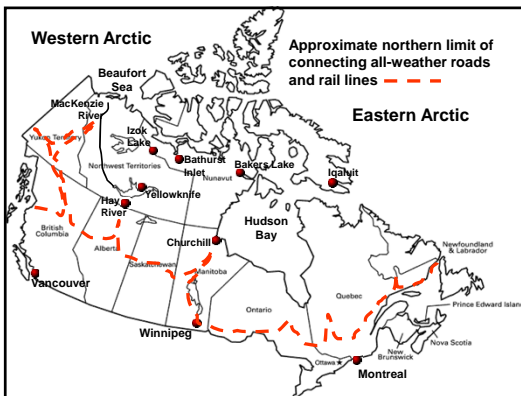 Western Arctic
Approximate northern limit of
connecting all-weather roads
and rail lines
Beaufort
Sea
Eastern Arctic
MacKenzie
River
Yukon Territory
Izok
Lake
Bathurst
Inlet
Northwest Territories
Nunavut
Bakers Lake
Iqaluit
Yellowknife
Hay
River
Hudson
Bay
British
Columbia
Alberta
Churchill
Saskatchewan
Manitoba
Newfoundland
& Labrador
Vancouver
Ontario
Quebec
Prince Edward Island
Winnipeg
Nova Scotia
New
Brunswick
Ottawa
Montreal